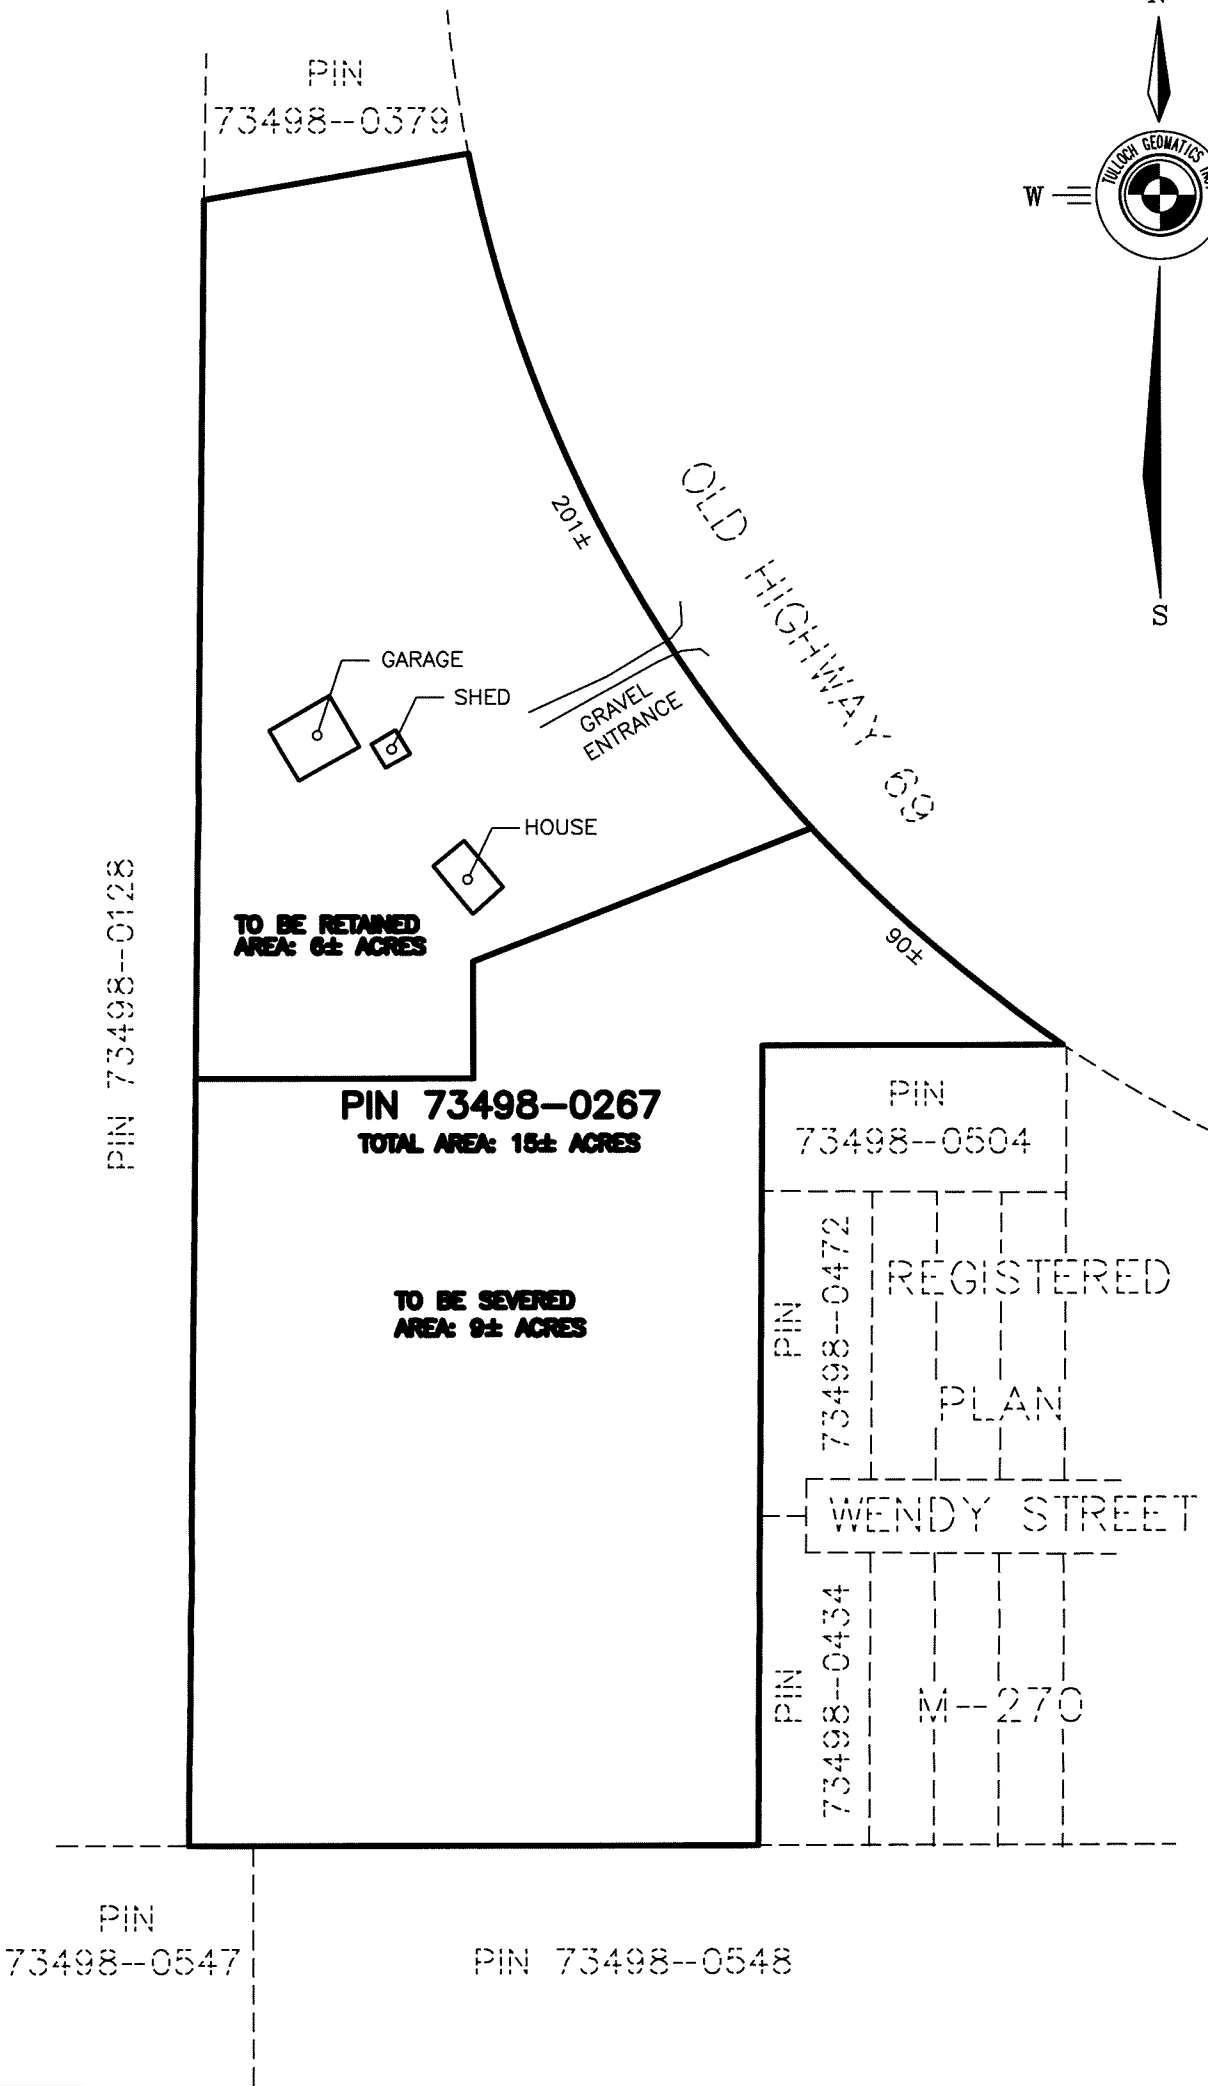 N
PIN
73498--0379
TULLOCH GEOMATICS
W
S
201±
OLD HIGHWAY 69
GARAGE
SHED
GRAVEL
ENTRANCE
HOUSE
TO BE RETAINED
AREA: 6± ACRES
90±
PIN 73498--0128
PIN 73498-0267
TOTAL AREA: 15± ACRES
PIN
73498--0504
TO BE SEVERED
AREA: 9± ACRES
PIN
73498--0472
REGISTERED
PLAN
WENDY STREET
PIN
73498--0434
M--270
PIN
73498--0547
PIN 73498--0548